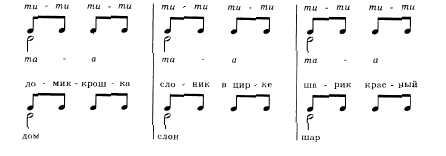 ти - ти ти - ти ти - ти ти - ти ти - ти ти - ти
та - а та - а та - а
до - мик - крош - ка сло - ник в цир - ке ша - рик крас - ный
дом слон шар